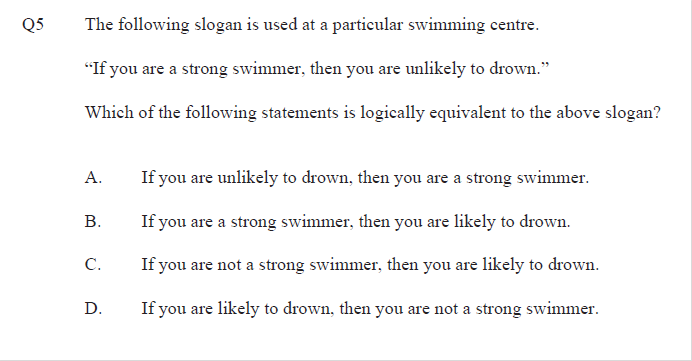 Q5 The following slogan is used at a particular swimming centre.
“If you are a strong swimmer, then you are unlikely to drown.”
Which of the following statements is logically equivalent to the above slogan?
A. If you are unlikely to drown, then you are a strong swimmer.
B. If you are a strong swimmer, then you are likely to drown.
C. If you are not a strong swimmer, then you are likely to drown.
D. If you are likely to drown, then you are not a strong swimmer.